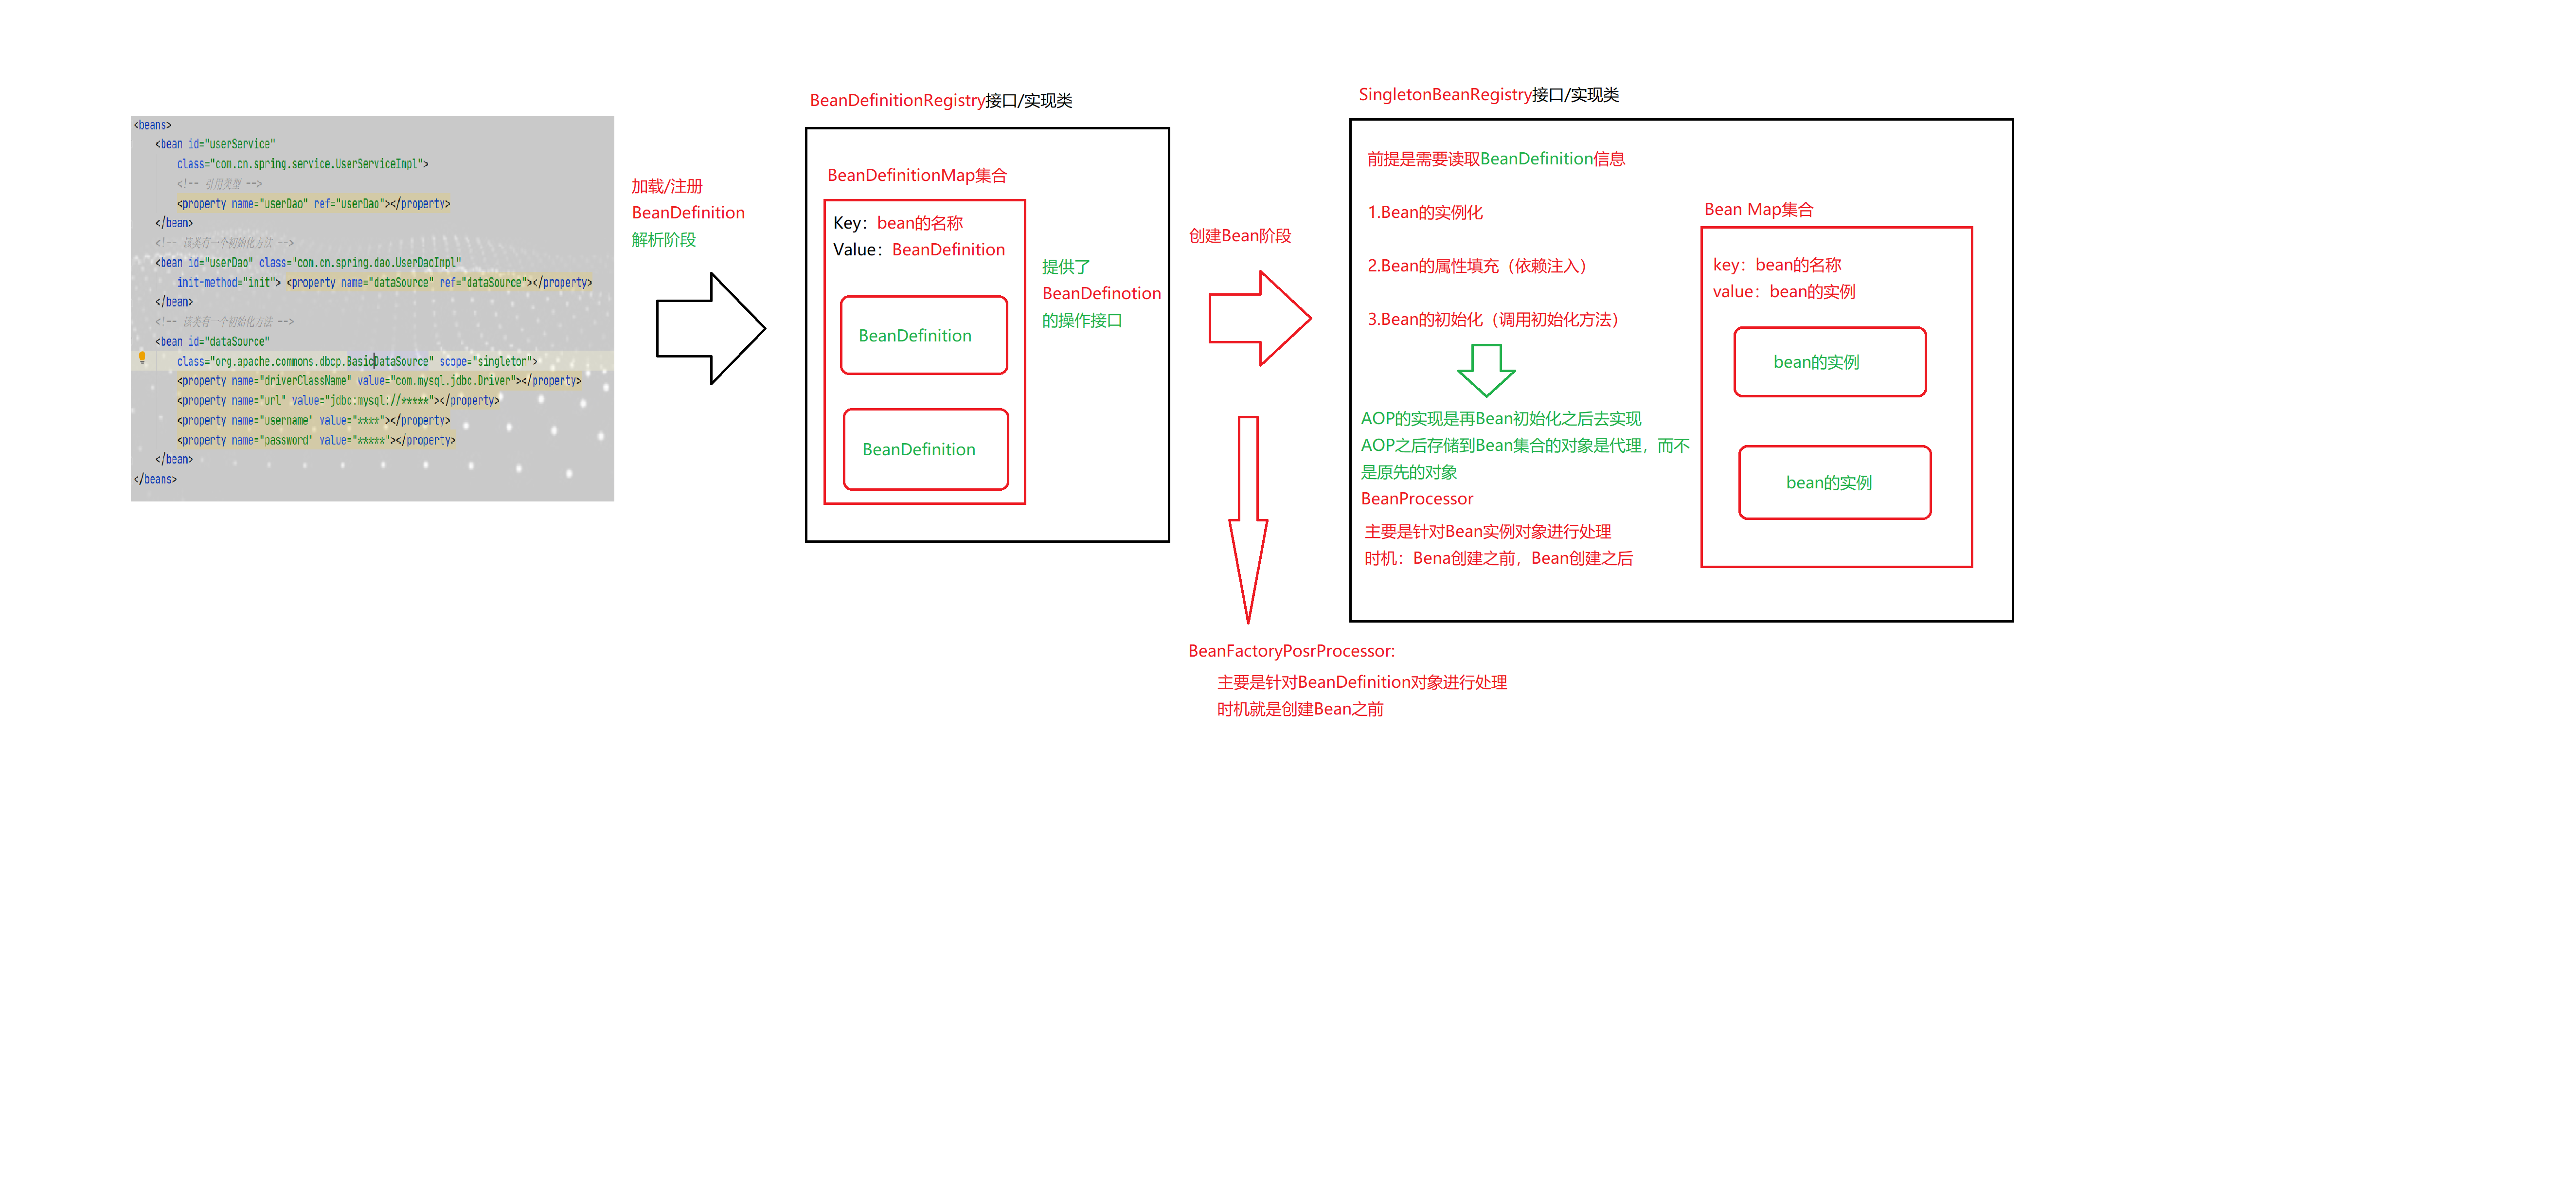 <beans>
<bean id="userService"
class="com.cn.spring.service.UserServiceImpl">
<!-- 引用类型 -->
<property name="userDao" ref="userDao"></property>
</bean>
<!-- 该类有一个初始化方法 -->
<bean id="userDao" class="com.cn.spring.dao.UserDaoImpl"
init-method="init"> <property name="dataSource" ref="dataSource"></property>
</bean>
<!-- 该类有一个初始化方法 -->
<bean id="dataSource"
class="org.apache.commons.dbcp.BasicDataSource" scope="singleton">
<property name="driverClassName" value="com.mysql.jdbc.Driver"></property>
<property name="url" value="jdbc:mysql://*****"></property>
<property name="username" value="****"></property>
<property name="password" value="*****"></property>
</bean>
</beans>
加载/注册
BeanDefinition
解析阶段
BeanDefinitionRegistry接口/实现类
BeanDefinitionMap集合
Key：bean的名称
Value：BeanDefinition
BeanDefinition
BeanDefinition
提供了
BeanDefinotion
的操作接口
创建Bean阶段
BeanFactoryPosrProcessor:
主要是针对BeanDefinition对象进行处理
时机就是创建Bean之前
SingletonBeanRegistry接口/实现类
前提是需要读取BeanDefinition信息
1.Bean的实例化
2.Bean的属性填充（依赖注入）
3.Bean的初始化（调用初始化方法）
AOP的实现是再Bean初始化之后去实现
AOP之后存储到Bean集合的对象是代理，而不
是原先的对象
BeanProcessor
主要是针对Bean实例对象进行处理
时机：Bena创建之前，Bean创建之后
Bean Map集合
key：bean的名称
value：bean的实例
bean的实例
bean的实例